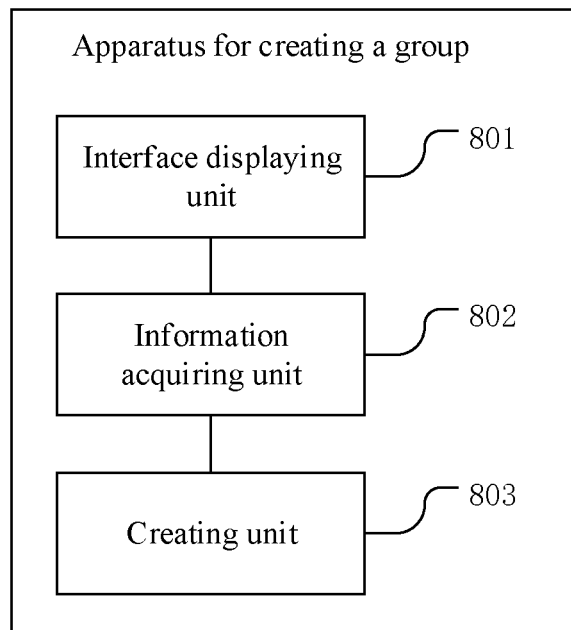 Apparatus for creating a group
Interface displaying
unit
801
Information
acquiring unit
802
Creating unit
803